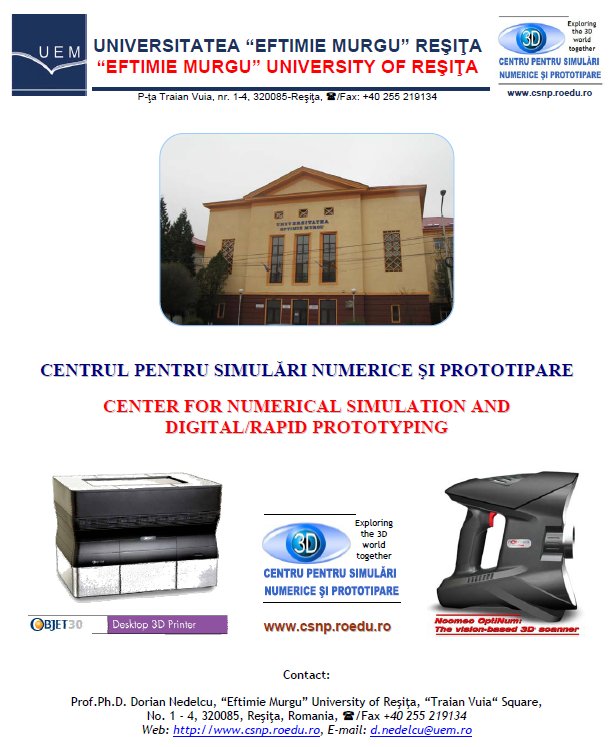 UEM
UNIVERSITATEA “EFTIMIE MURGU” REŞIŢA
“EFTIMIE MURGU” UNIVERSITY OF REŞIŢA
P-ţa Traian Vuia, nr. 1-4, 320085-Reşiţa, ☎/Fax: +40 255 219134
3D
Exploring
the 3D
world
together
CENTRU PENTRU SIMULĂRI
NUMERICE ŞI PROTOTIPARE
www.csnp.roedu.ro
UNIVERSITATEA
EFTIMIE MURGU
CENTRUL PENTRU SIMULĂRI NUMERICE ŞI PROTOTIPARE
CENTER FOR NUMERICAL SIMULATION AND
DIGITAL/RAPID PROTOTYPING
OBJET30 Desktop 3D Printer
3D
Exploring
the 3D
world
together
CENTRU PENTRU SIMULĂRI
NUMERICE ŞI PROTOTIPARE
www.csnp.roedu.ro
Noomeo OptiNum:
The vision-based 3D scanner
Contact:
Prof.Ph.D. Dorian Nedelcu, “Eftimie Murgu” University of Reşiţa, “Traian Vuia“ Square,
No. 1 - 4, 320085, Reşiţa, Romania, ☎/Fax +40 255 219134
Web: http://www.csnp.roedu.ro, E-mail: d.nedelcu@uem.ro